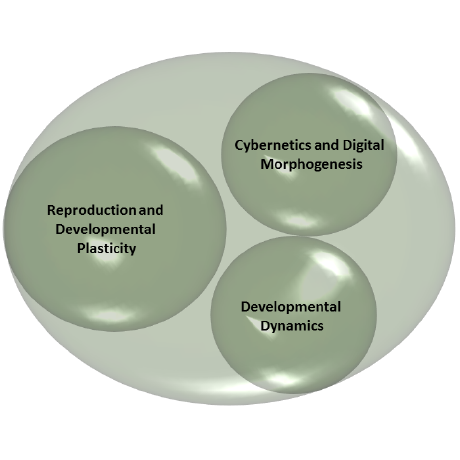 Cybernetics and Digital
Morphogenesis
Reproduction and
Developmental
Plasticity
Developmental
Dynamics